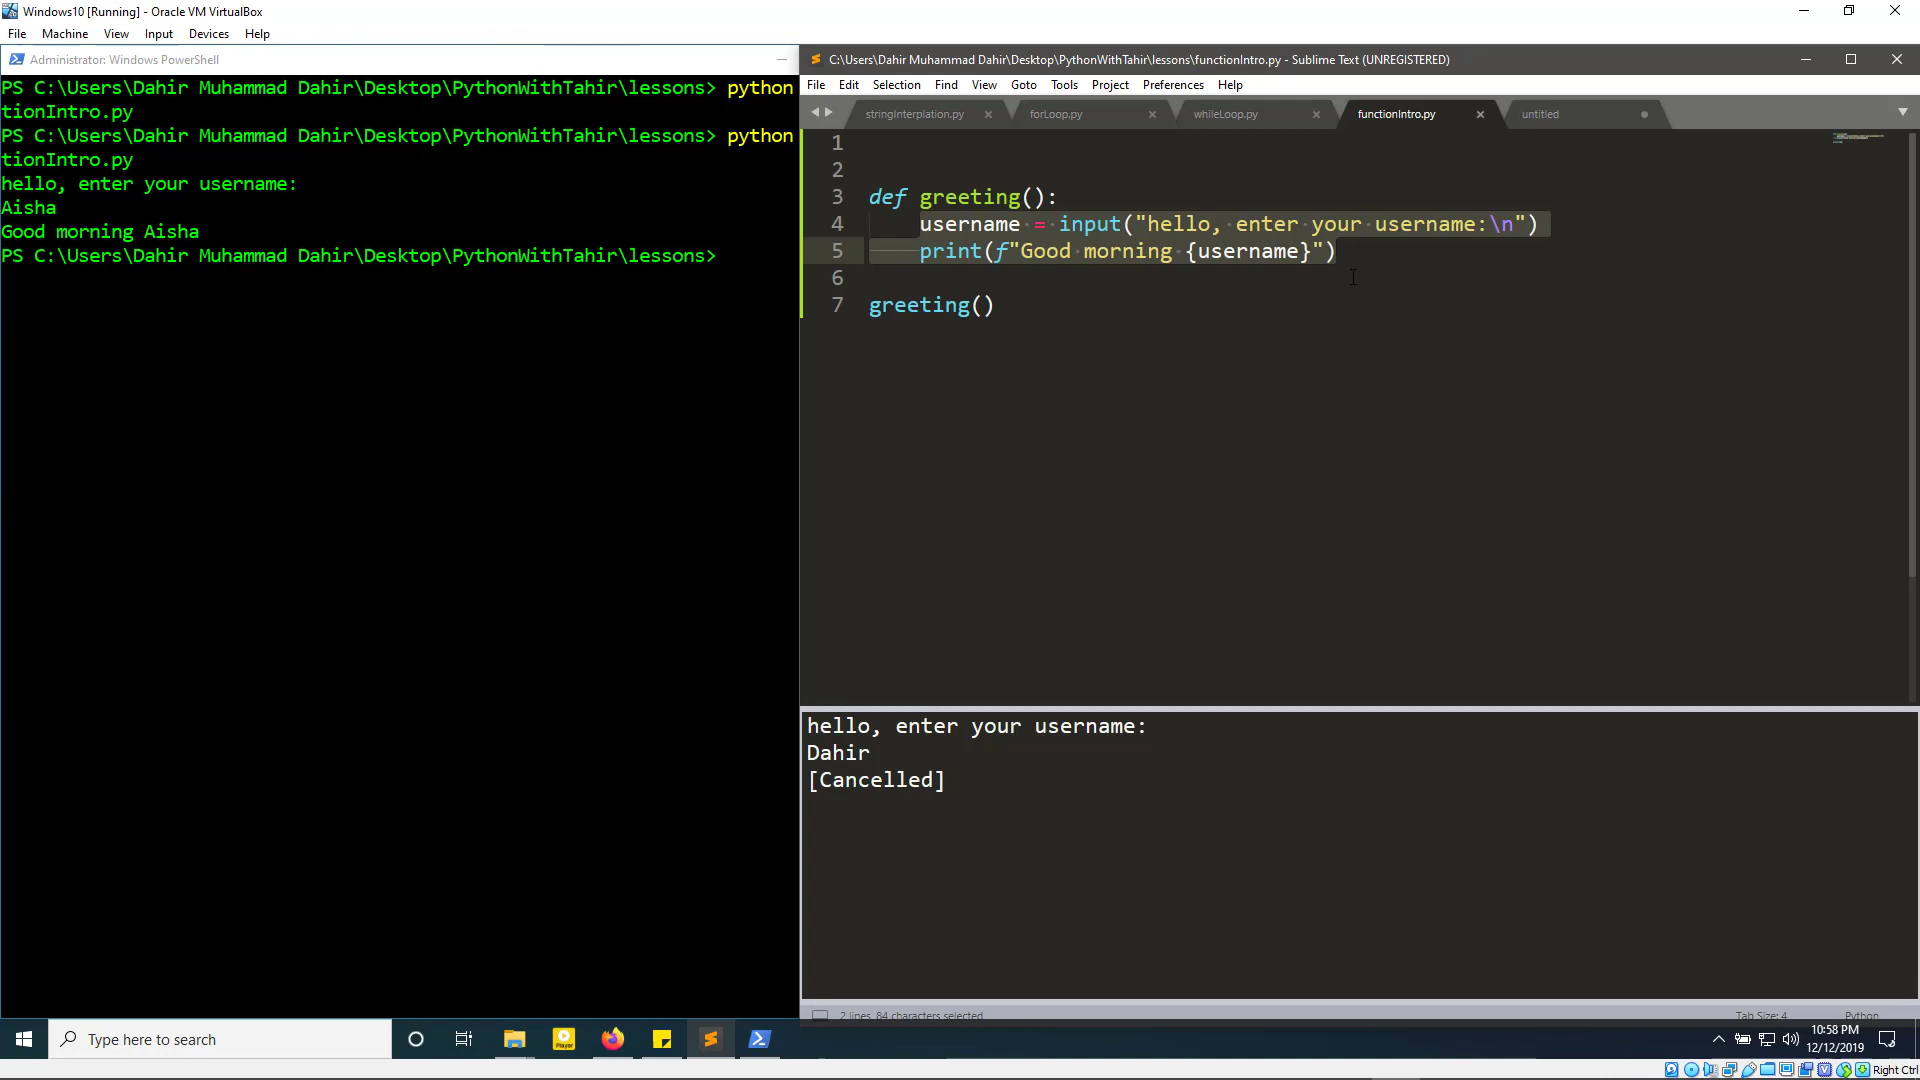 Windows10 [Running] - Oracle VM VirtualBox
File Machine View Input Devices Help
Administrator: Windows PowerShell
PS C:\Users\Dahir Muhammad Dahir\Desktop\PythonWithTahir\lessons> python
tionIntro.py
PS C:\Users\Dahir Muhammad Dahir\Desktop\PythonWithTahir\lessons> python
tionIntro.py
hello, enter your username:
Aisha
Good morning Aisha
PS C:\Users\Dahir Muhammad Dahir\Desktop\PythonWithTahir\lessons>
C:\Users\Dahir Muhammad Dahir\Desktop\PythonWithTahir\lessons\functionIntro.py - Sublime Text (UNREGISTERED)
File Edit Selection Find View Goto Tools Project Preferences Help
stringInterplation.py forLoop.py whileLoop.py functionIntro.py untitled
1
2
3 def greeting():
4 username = input("hello, enter your username:\n")
5 print(f"Good morning {username}")
6
7 greeting()
hello, enter your username:
Dahir
[Cancelled]
2 lines, 84 characters selected Tab Size: 4 Python
Type here to search
Player
10:58 PM
12/12/2019
Right Ctrl